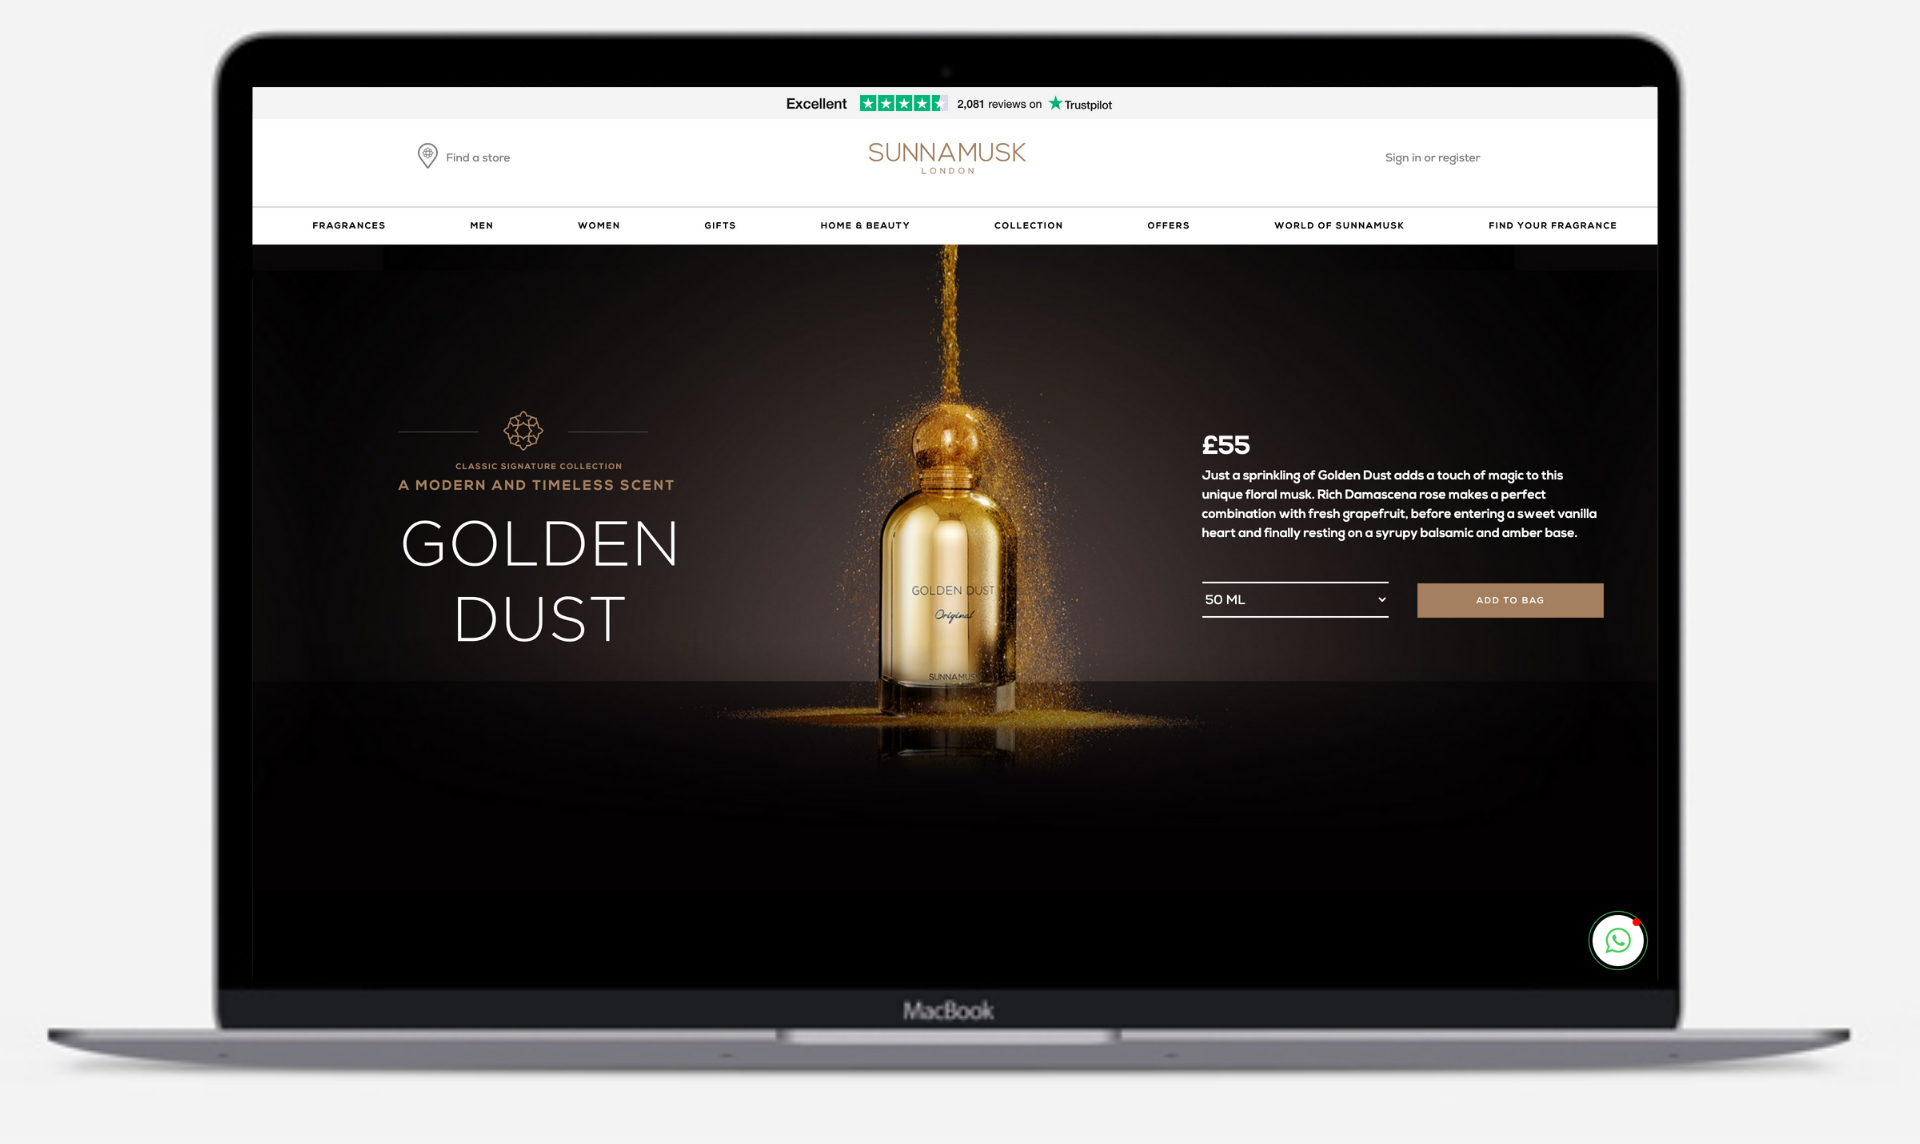 Excellent 2,081 reviews on Trustpilot
Find a store
SUNNAMUSK
LONDON
Sign in or register
FRAGRANCES MEN WOMEN GIFTS HOME & BEAUTY COLLECTION OFFERS WORLD OF SUNNAMUSK FIND YOUR FRAGRANCE
CLASSIC SIGNATURE COLLECTION
A MODERN AND TIMELESS SCENT
GOLDEN
DUST
GOLDEN DUST
Original
SUNNAMUSK
£55
Just a sprinkling of Golden Dust adds a touch of magic to this
unique floral musk. Rich Damascena rose makes a perfect
combination with fresh grapefruit, before entering a sweet vanilla
heart and finally resting on a syrupy balsamic and amber base.
50 ML
ADD TO BAG
MacBook